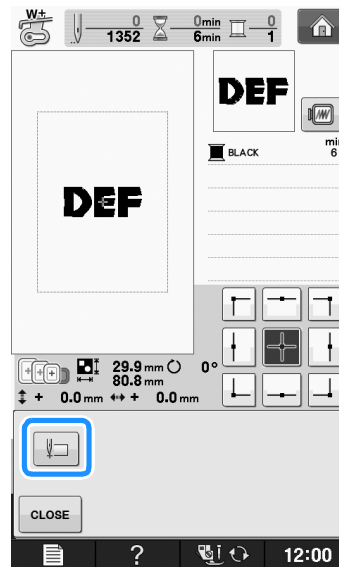 W+
0 0min 0
1352 6min 1
DEF
BLACK min
6
DEF
29.9 mm 0°
80.8 mm
+ 0.0 mm + 0.0 mm
CLOSE
? 12:00